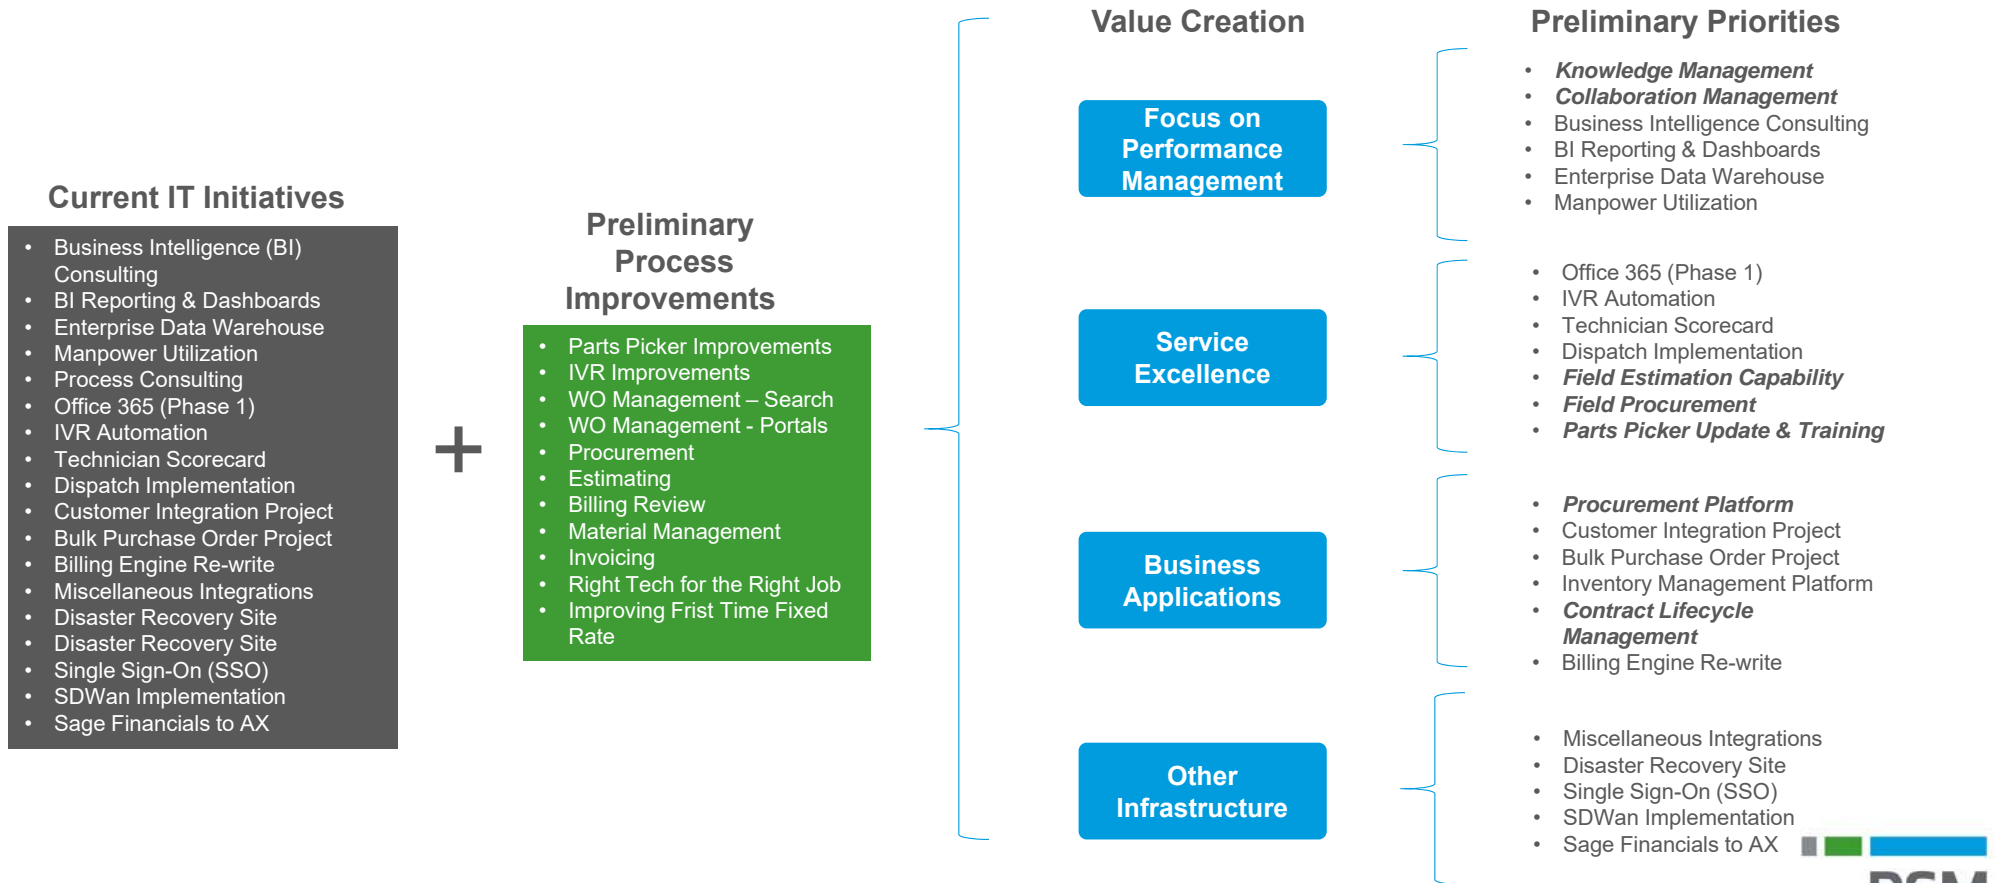 Current IT Initiatives
• Business Intelligence (BI)
Consulting
• BI Reporting & Dashboards
• Enterprise Data Warehouse
• Manpower Utilization
• Process Consulting
• Office 365 (Phase 1)
• IVR Automation
• Technician Scorecard
• Dispatch Implementation
• Customer Integration Project
• Bulk Purchase Order Project
• Billing Engine Re-write
• Miscellaneous Integrations
• Disaster Recovery Site
• Disaster Recovery Site
• Single Sign-On (SSO)
• SDWan Implementation
• Sage Financials to AX
+
Preliminary
Process
Improvements
• Parts Picker Improvements
• IVR Improvements
• WO Management – Search
• WO Management - Portals
• Procurement
• Estimating
• Billing Review
• Material Management
• Invoicing
• Right Tech for the Right Job
• Improving Frist Time Fixed
Rate
Value Creation
Focus on
Performance
Management
Service
Excellence
Business
Applications
Other
Infrastructure
Preliminary Priorities
• Knowledge Management
• Collaboration Management
• Business Intelligence Consulting
• BI Reporting & Dashboards
• Enterprise Data Warehouse
• Manpower Utilization
• Office 365 (Phase 1)
• IVR Automation
• Technician Scorecard
• Dispatch Implementation
• Field Estimation Capability
• Field Procurement
• Parts Picker Update & Training
• Procurement Platform
• Customer Integration Project
• Bulk Purchase Order Project
• Inventory Management Platform
• Contract Lifecycle
Management
• Billing Engine Re-write
• Miscellaneous Integrations
• Disaster Recovery Site
• Single Sign-On (SSO)
• SDWan Implementation
• Sage Financials to AX
RSM